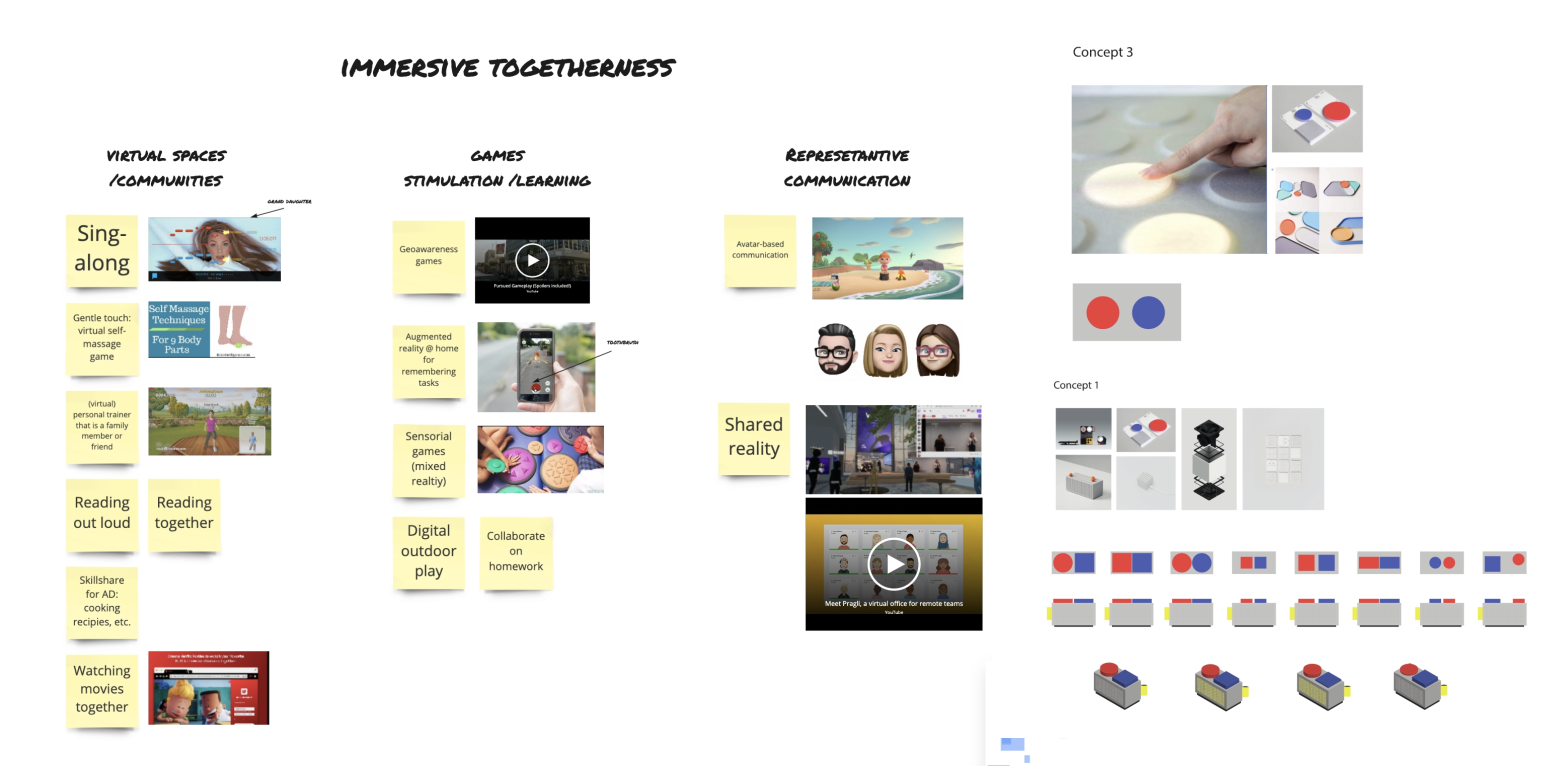 IMMERSIVE TOGETHERNESS
VIRTUAL SPACES
/COMMUNITIES
GRAND DAUGHTER
Sing-
along
Gentle touch:
virtual self-
massage
game
Self Massage
Techniques
For 9 Body
Parts
(virtual)
personal trainer
that is a family
member or
friend
Reading
out loud
Reading
together
Skillshare
for AD:
cooking
recipies, etc.
Watching
movies
together
GAMES
STIMULATION /LEARNING
Geoawareness
games
Pursued Gameplay (Spoilers Included!)
YouTube
Augmented
reality @ home
for
remembering
tasks
TOOTHBRUSH
Sensorial
games
(mixed
realtiy)
Digital
outdoor
play
Collaborate
on
homework
REPRESETANTIVE
COMMUNICATION
Avatar-based
communication
Shared
reality
Meet Pragli, a virtual office for remote teams
YouTube
Concept 3
Concept 1